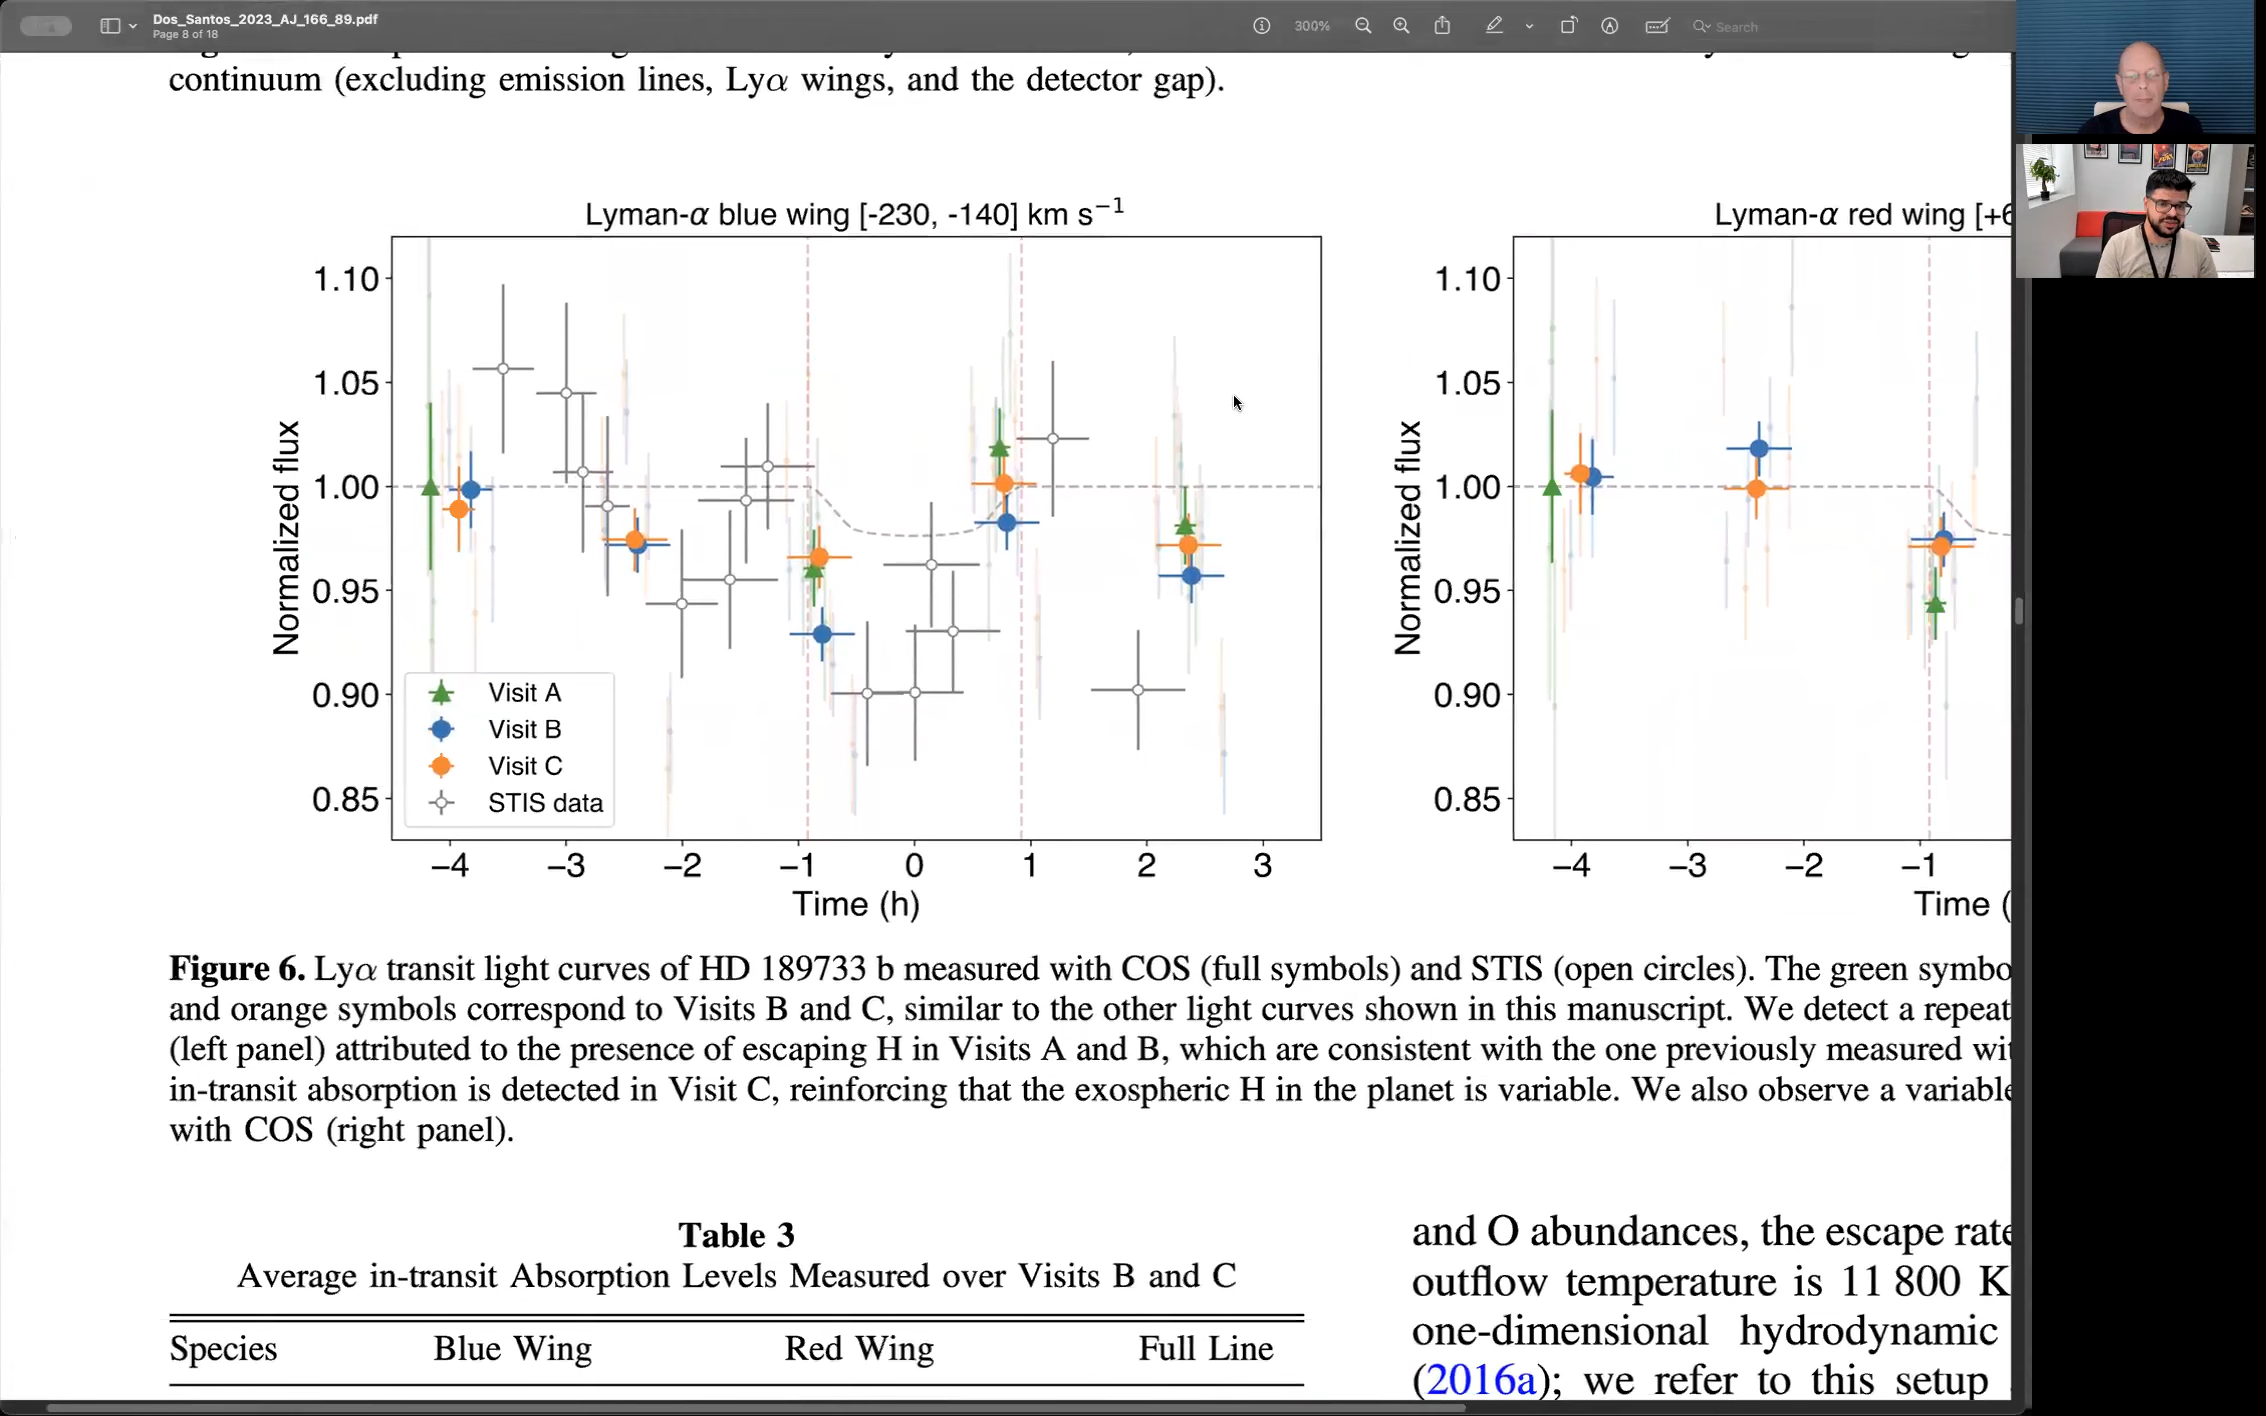 Dos_Santos_2023_AJ_166_89.pdf
Page 8 of 18
300%
Search
continuum (excluding emission lines, Lyα wings, and the detector gap).
Lyman-α blue wing [-230, -140] km s⁻¹
1.10
1.05
1.00
0.95
0.90
0.85
Normalized flux
Visit A
Visit B
Visit C
STIS data
−4 −3 −2 −1 0 1 2 3
Time (h)
Lyman-α red wing [+6
1.10
1.05
1.00
0.95
0.90
0.85
Normalized flux
−4 −3 −2 −1
Time (
Figure 6. Lyα transit light curves of HD 189733 b measured with COS (full symbols) and STIS (open circles). The green symbo
and orange symbols correspond to Visits B and C, similar to the other light curves shown in this manuscript. We detect a repeat
(left panel) attributed to the presence of escaping H in Visits A and B, which are consistent with the one previously measured wit
in-transit absorption is detected in Visit C, reinforcing that the exospheric H in the planet is variable. We also observe a variable
with COS (right panel).
Table 3
Average in-transit Absorption Levels Measured over Visits B and C
Species Blue Wing Red Wing Full Line
and O abundances, the escape rate
outflow temperature is 11 800 K
one-dimensional hydrodynamic
(2016a); we refer to this setup